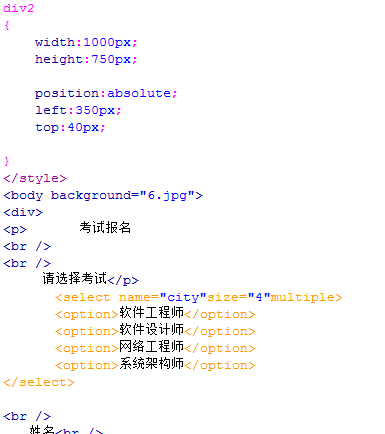 div2
{
width:1000px;
height:750px;
position:absolute;
left:350px;
top:40px;
}
</style>
<body background="6.jpg">
<div>
<p> 考试报名
<br />
<br />
请选择考试</p>
<select name="city"size="4"multiple>
<option>软件工程师</option>
<option>软件设计师</option>
<option>网络工程师</option>
<option>系统架构师</option>
</select>
<br />
姓名<br />